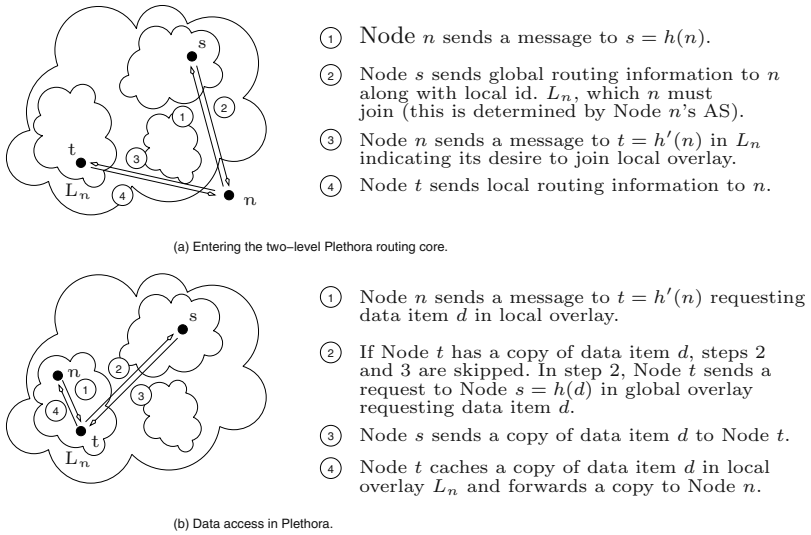 s
1
2
t
3
L_n
4
n
1 Node n sends a message to s = h(n).
2 Node s sends global routing information to n
along with local id. L_n, which n must
join (this is determined by Node n's AS).
3 Node n sends a message to t = h′(n) in L_n
indicating its desire to join local overlay.
4 Node t sends local routing information to n.
(a) Entering the two–level Plethora routing core.
s
n
2
1
3
4
t
L_n
1 Node n sends a message to t = h′(n) requesting
data item d in local overlay.
2 If Node t has a copy of data item d, steps 2
and 3 are skipped. In step 2, Node t sends a
request to Node s = h(d) in global overlay
requesting data item d.
3 Node s sends a copy of data item d to Node t.
4 Node t caches a copy of data item d in local
overlay L_n and forwards a copy to Node n.
(b) Data access in Plethora.